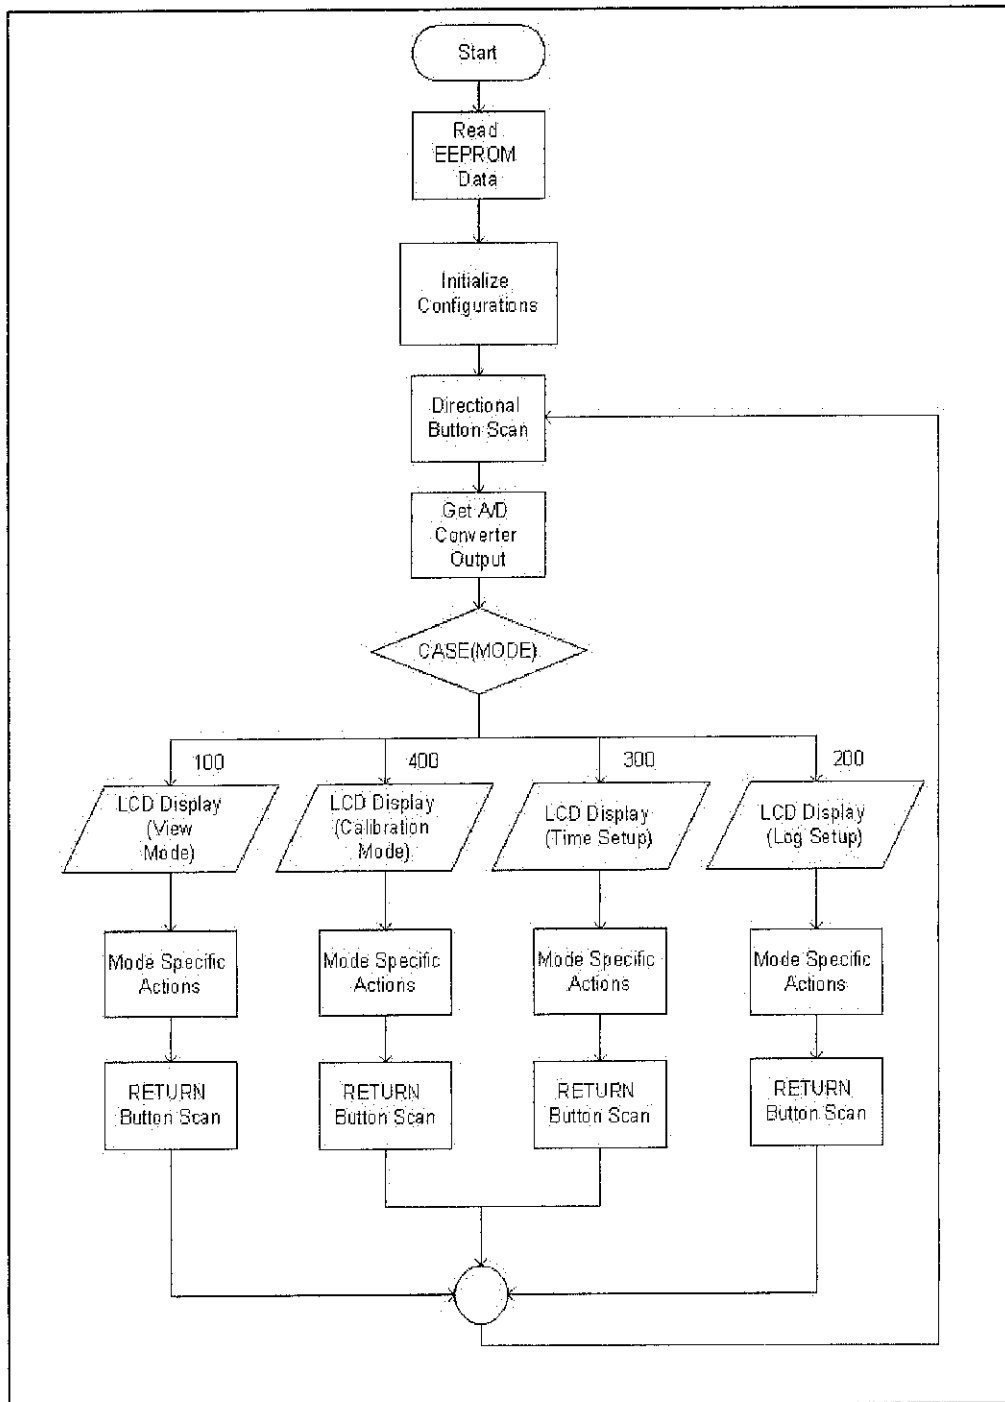 Start
Read
EEPROM
Data
Initialize
Configurations
Directional
Button Scan
Get A/D
Converter
Output
CASE(MODE)
100
400
300
200
LCD Display
(View
Mode)
LCD Display
(Calibration
Mode)
LCD Display
(Time Setup)
LCD Display
(Log Setup)
Mode Specific
Actions
Mode Specific
Actions
Mode Specific
Actions
Mode Specific
Actions
RETURN
Button Scan
RETURN
Button Scan
RETURN
Button Scan
RETURN
Button Scan